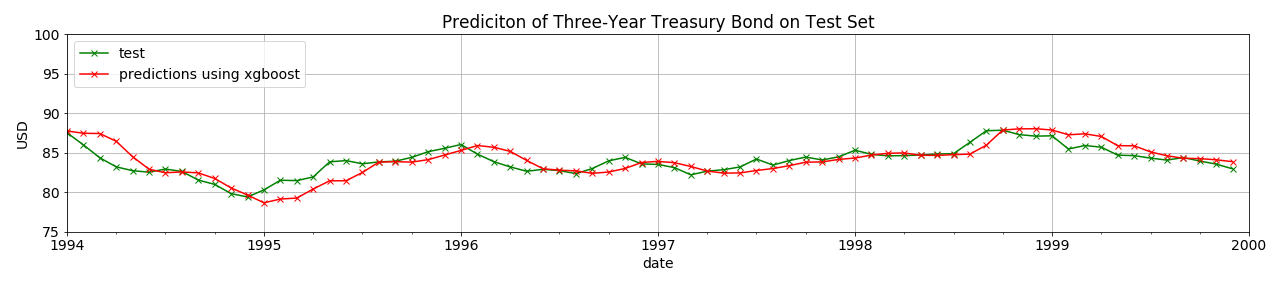 Prediciton of Three-Year Treasury Bond on Test Set
100
95
90
85
80
75
USD
test
predictions using xgboost
1994 1995 1996 1997 1998 1999 2000
date